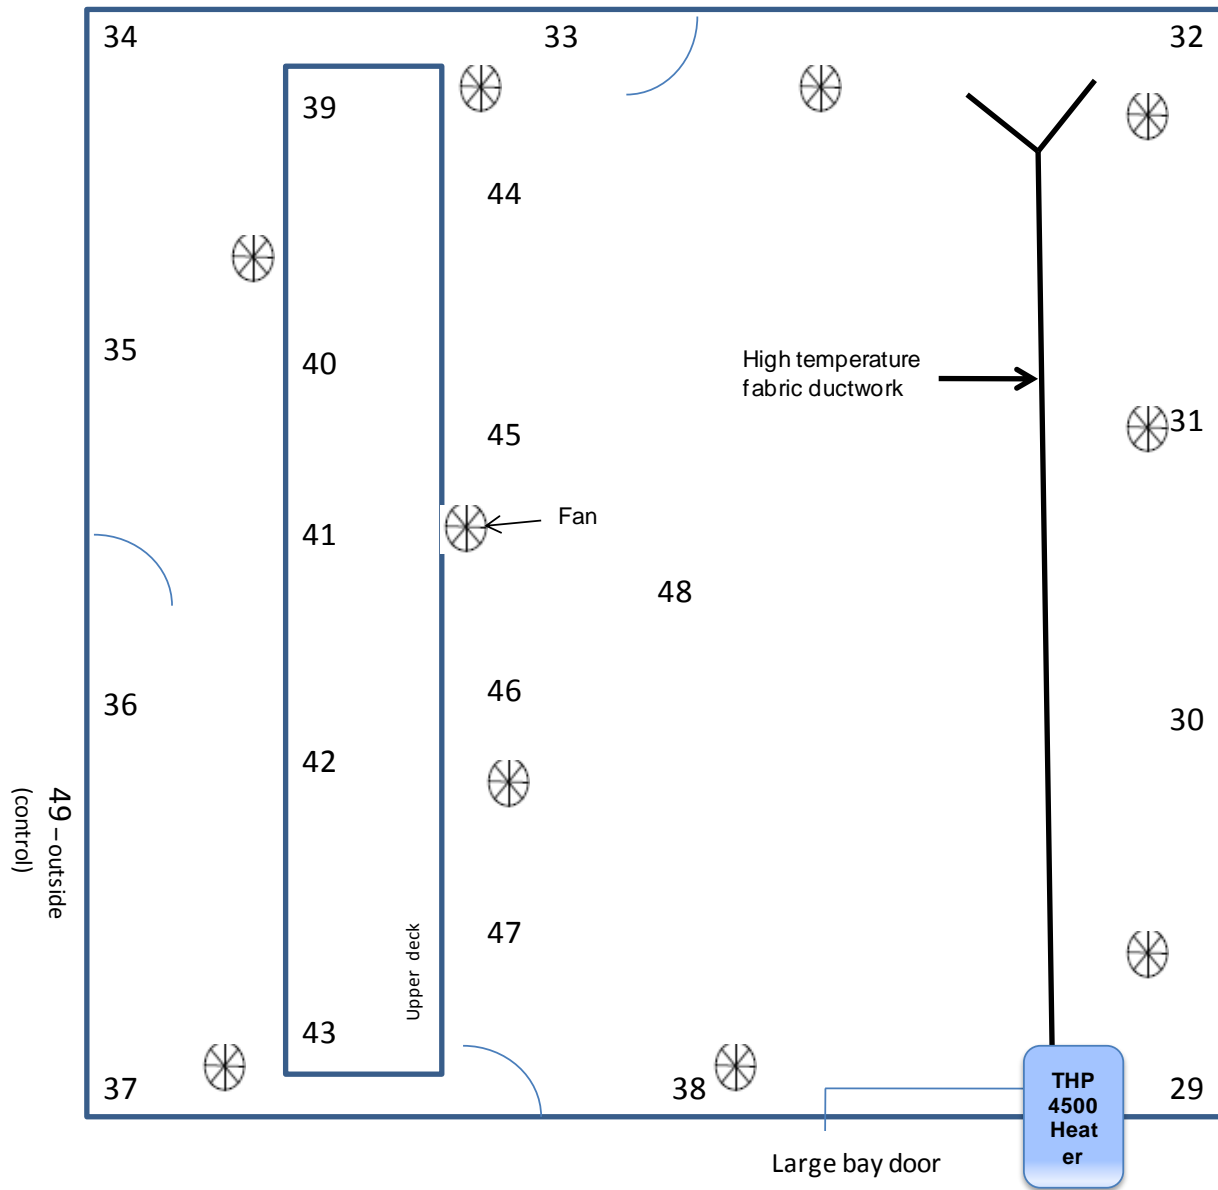 34
33
32
39
44
35
40
High temperature
fabric ductwork
31
45
41
Fan
48
36
46
30
42
49 – outside
(control)
Upper deck
47
43
37
38
THP
4500
Heat
er
29
Large bay door